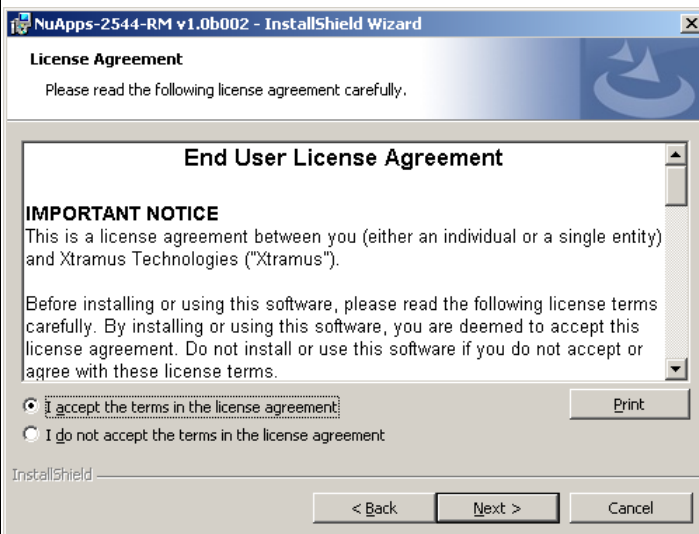 NuApps-2544-RM v1.0b002 - InstallShield Wizard
License Agreement
Please read the following license agreement carefully.
End User License Agreement
IMPORTANT NOTICE
This is a license agreement between you (either an individual or a single entity)
and Xtramus Technologies ("Xtramus").
Before installing or using this software, please read the following license terms
carefully. By installing or using this software, you are deemed to accept this
license agreement. Do not install or use this software if you do not accept or
agree with these license terms.
I accept the terms in the license agreement
Print
I do not accept the terms in the license agreement
InstallShield
< Back
Next >
Cancel